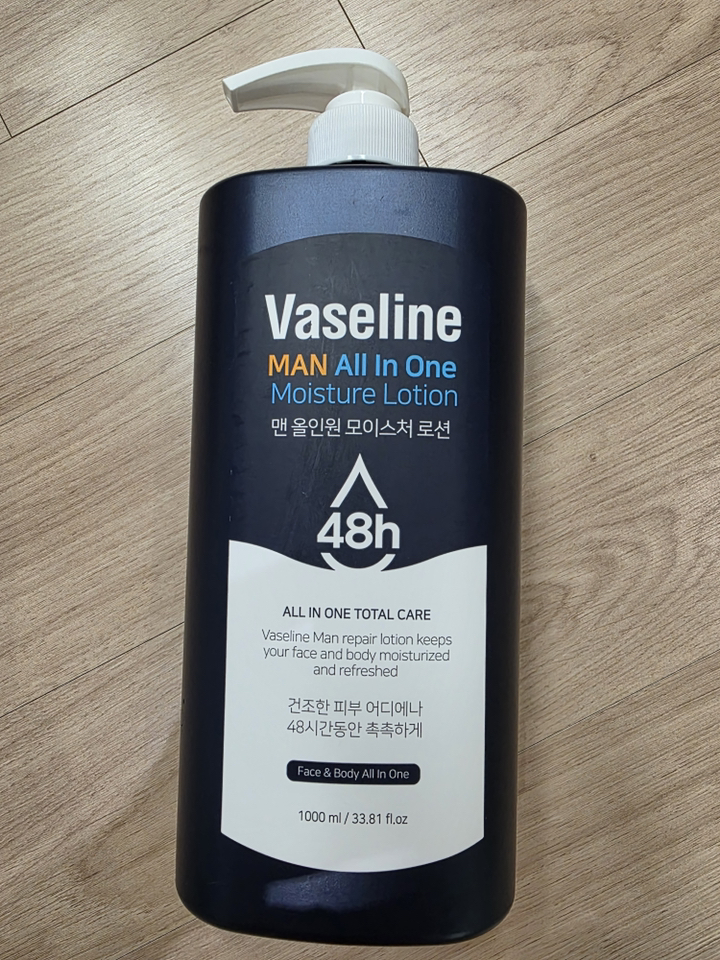 Vaseline
MAN All In One
Moisture Lotion
맨 올인원 모이스처 로션
48h
ALL IN ONE TOTAL CARE
Vaseline Man repair lotion keeps
your face and body moisturized
and refreshed
건조한 피부 어디에나
48시간동안 촉촉하게
Face & Body All In One
1000 ml / 33.81 fl.oz